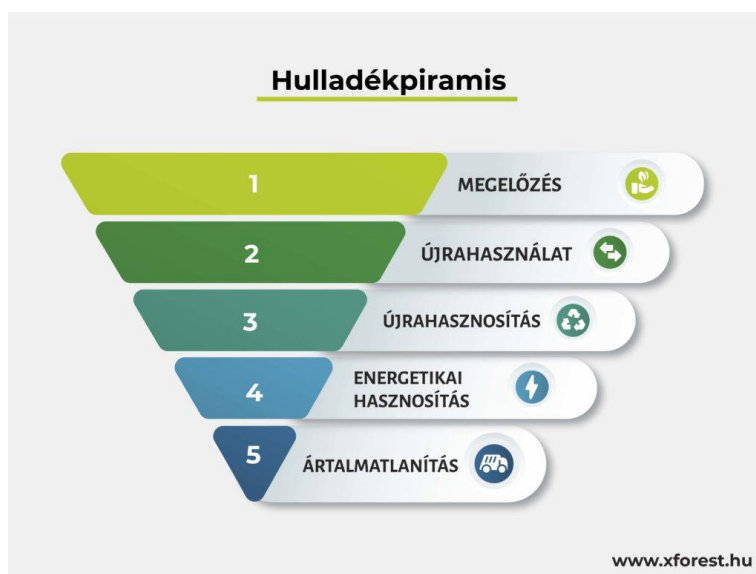 Hulladékpiramis
1 MEGELŐZÉS
2 ÚJRAHASZNÁLAT
3 ÚJRAHASZNOSÍTÁS
4 ENERGETIKAI
HASZNOSÍTÁS
5 ÁRTALMATLANÍTÁS
www.xforest.hu